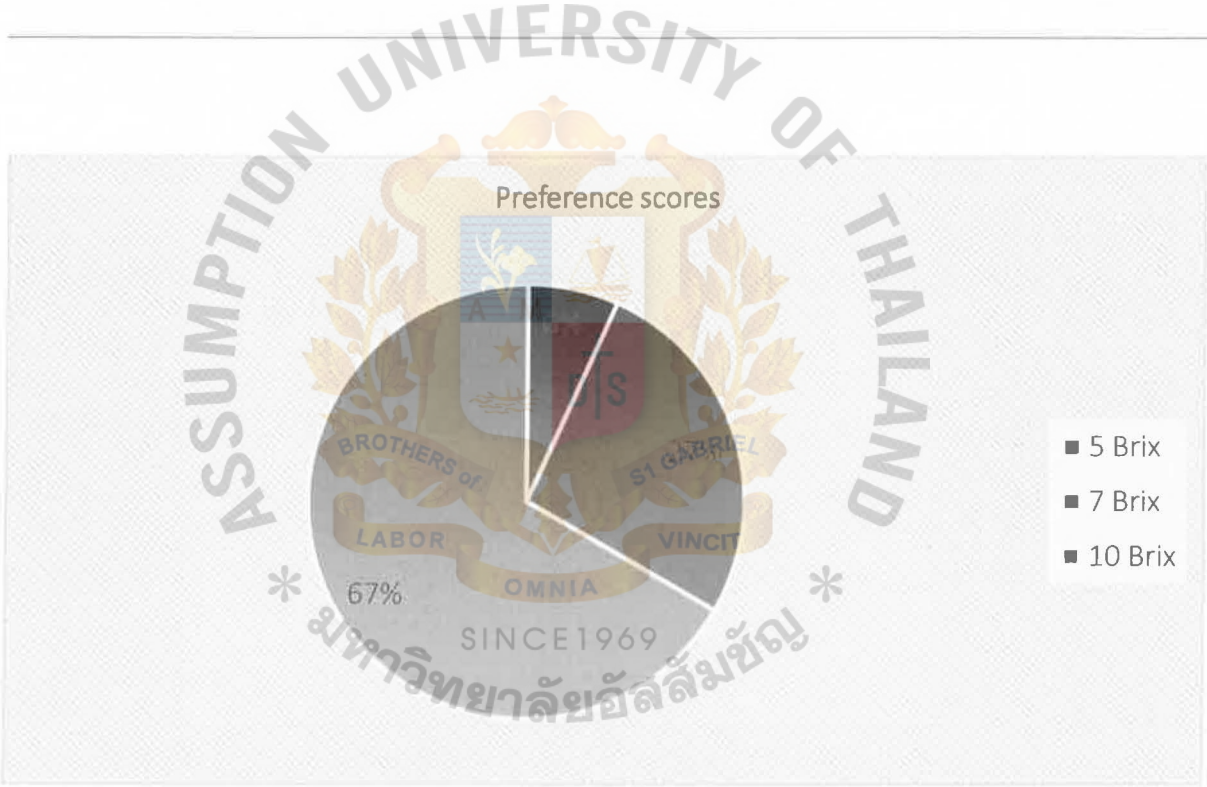 ASSUMPTION UNIVERSITY OF THAILAND
Preference scores
D|S
BROTHERS of
ST GABRIEL
■ 5 Brix
■ 7 Brix
■ 10 Brix
LABOR
VINCIT
OMNIA
67%
SINCE1969
* มหาวิทยาลัยอัสสัมชัญ *